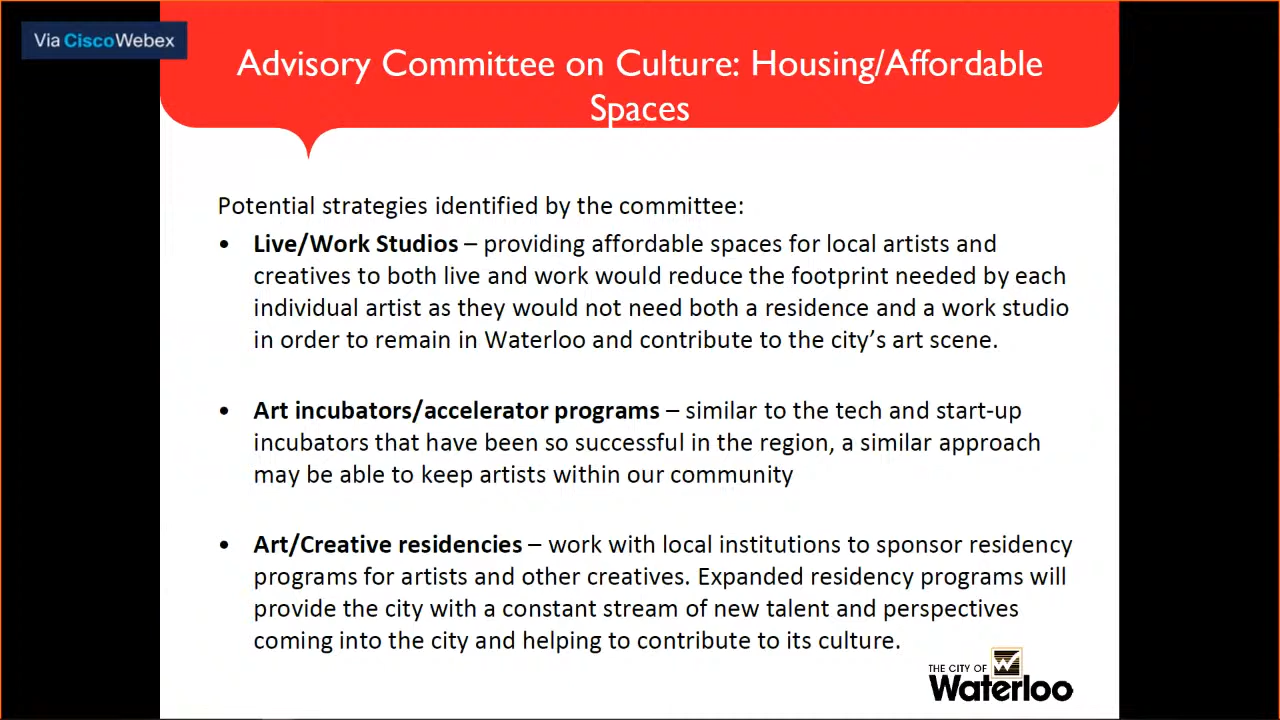 Via CiscoWebex
Advisory Committee on Culture: Housing/Affordable
Spaces
Potential strategies identified by the committee:
• Live/Work Studios – providing affordable spaces for local artists and
creatives to both live and work would reduce the footprint needed by each
individual artist as they would not need both a residence and a work studio
in order to remain in Waterloo and contribute to the city’s art scene.
• Art incubators/accelerator programs – similar to the tech and start-up
incubators that have been so successful in the region, a similar approach
may be able to keep artists within our community
• Art/Creative residencies – work with local institutions to sponsor residency
programs for artists and other creatives. Expanded residency programs will
provide the city with a constant stream of new talent and perspectives
coming into the city and helping to contribute to its culture.
THE CITY OF
Waterloo